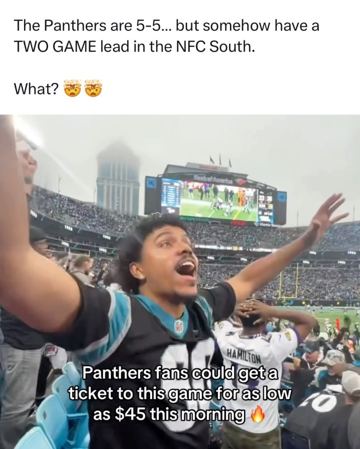 The Panthers are 5-5... but somehow have a
TWO GAME lead in the NFC South.
What? 🤯🤯
HAMILTON
Panthers fans could get a
ticket to this game for as low
as $45 this morning 🔥